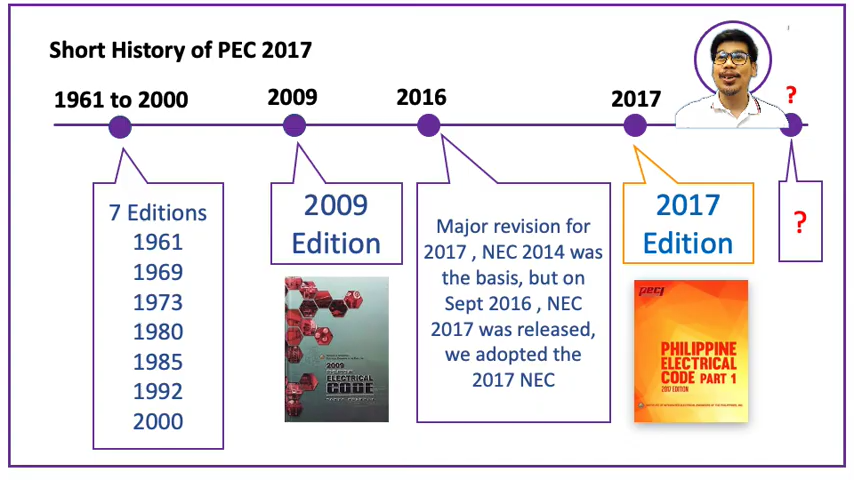 Short History of PEC 2017
1961 to 2000
2009
2016
2017
?
7 Editions
1961
1969
1973
1980
1985
1992
2000
2009
Edition
Major revision for
2017 , NEC 2014 was
the basis, but on
Sept 2016 , NEC
2017 was released,
we adopted the
2017 NEC
2017
Edition
?
2009
ELECTRICAL
CODE
PHILIPPINE
ELECTRICAL
CODE PART 1
2017 EDITION